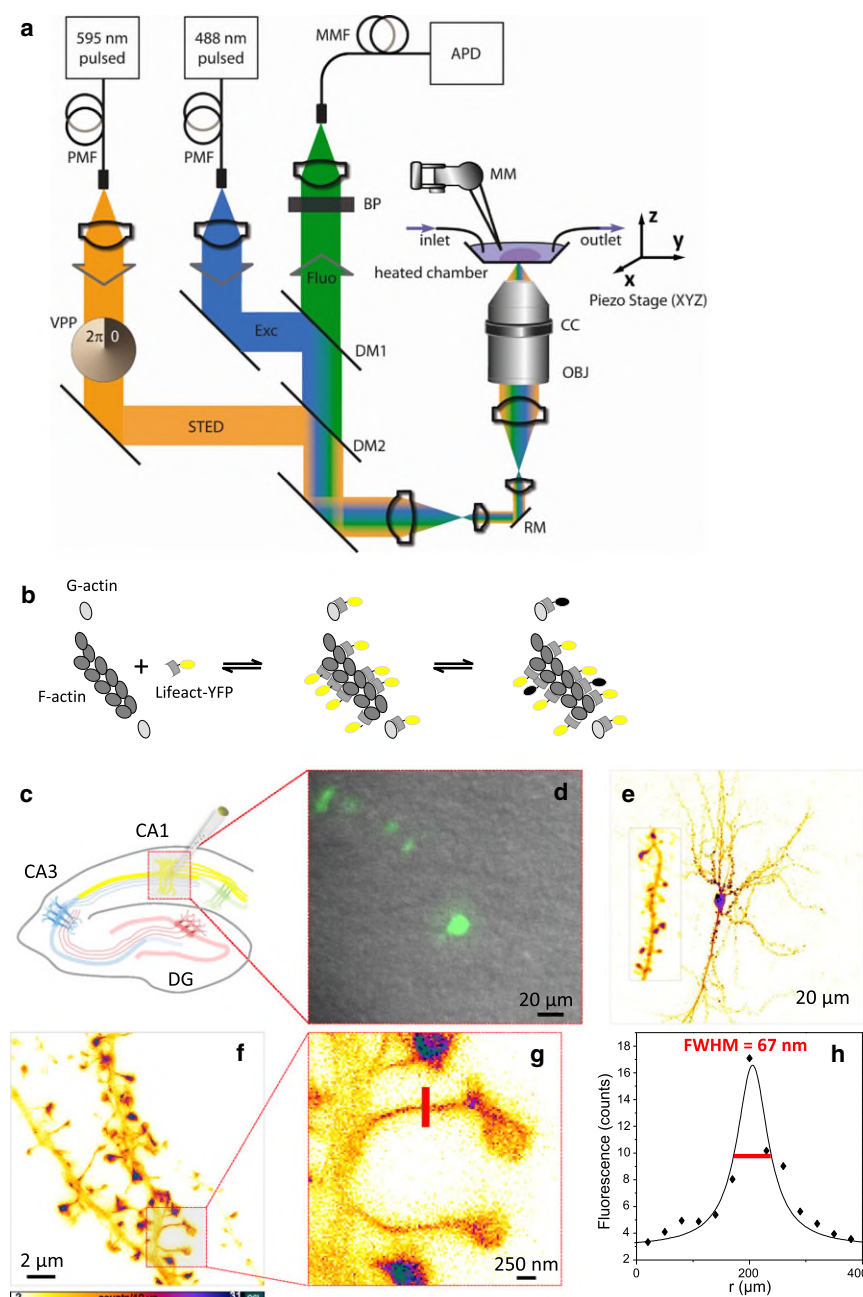 a
595 nm
pulsed
488 nm
pulsed
MMF
APD
PMF
PMF
BP
MM
inlet
outlet
heated chamber
z
y
x
Piezo Stage (XYZ)
Fluo
VPP
2π 0
Exc
DM1
CC
OBJ
STED
DM2
RM
b
G-actin
F-actin
+
Lifeact-YFP
c
CA1
CA3
DG
d
20 µm
e
20 µm
f
2 µm
g
250 nm
h
FWHM = 67 nm
Fluorescence (counts)
18
16
14
12
10
8
6
4
2
0
200
400
r (µm)